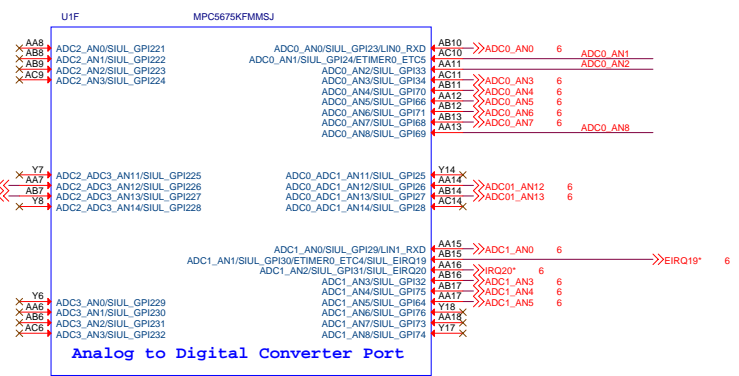 U1F MPC5675KFMMSJ
AA8 ADC2_AN0/SIUL_GPI221 ADC0_AN0/SIUL_GPI23/LIN0_RXD AB10 ADC0_AN0 6
AB8 ADC2_AN1/SIUL_GPI222 ADC0_AN1/SIUL_GPI24/ETIMER0_ETC5 AC10 ADC0_AN1
AB9 ADC2_AN2/SIUL_GPI223 ADC0_AN2/SIUL_GPI33 AA11 ADC0_AN2
AC9 ADC2_AN3/SIUL_GPI224 ADC0_AN3/SIUL_GPI34 AC11 ADC0_AN3 6
ADC0_AN4/SIUL_GPI70 AB11 ADC0_AN4 6
ADC0_AN5/SIUL_GPI66 AA12 ADC0_AN5 6
ADC0_AN6/SIUL_GPI71 AB12 ADC0_AN6 6
ADC0_AN7/SIUL_GPI68 AB13 ADC0_AN7 6
ADC0_AN8/SIUL_GPI69 AA13 ADC0_AN8
Y7 ADC2_ADC3_AN11/SIUL_GPI225 ADC0_ADC1_AN11/SIUL_GPI25 Y14
AA7 ADC2_ADC3_AN12/SIUL_GPI226 ADC0_ADC1_AN12/SIUL_GPI26 AA14 ADC01_AN12 6
AB7 ADC2_ADC3_AN13/SIUL_GPI227 ADC0_ADC1_AN13/SIUL_GPI27 AB14 ADC01_AN13 6
Y8 ADC2_ADC3_AN14/SIUL_GPI228 ADC0_ADC1_AN14/SIUL_GPI28 AC14
ADC1_AN0/SIUL_GPI29/LIN1_RXD AA15 ADC1_AN0 6
ADC1_AN1/SIUL_GPI30/ETIMER0_ETC4/SIUL_EIRQ19 AB15 EIRQ19* 6
ADC1_AN2/SIUL_GPI31/SIUL_EIRQ20 AA16 IRQ20* 6
ADC1_AN3/SIUL_GPI32 AB16 ADC1_AN3 6
ADC1_AN4/SIUL_GPI75 AB17 ADC1_AN4 6
Y6 ADC3_AN0/SIUL_GPI229 ADC1_AN5/SIUL_GPI64 AA17 ADC1_AN5 6
AA6 ADC3_AN1/SIUL_GPI230 ADC1_AN6/SIUL_GPI76 Y18
AB6 ADC3_AN2/SIUL_GPI231 ADC1_AN7/SIUL_GPI73 AA18
AC6 ADC3_AN3/SIUL_GPI232 ADC1_AN8/SIUL_GPI74 Y17
Analog to Digital Converter Port